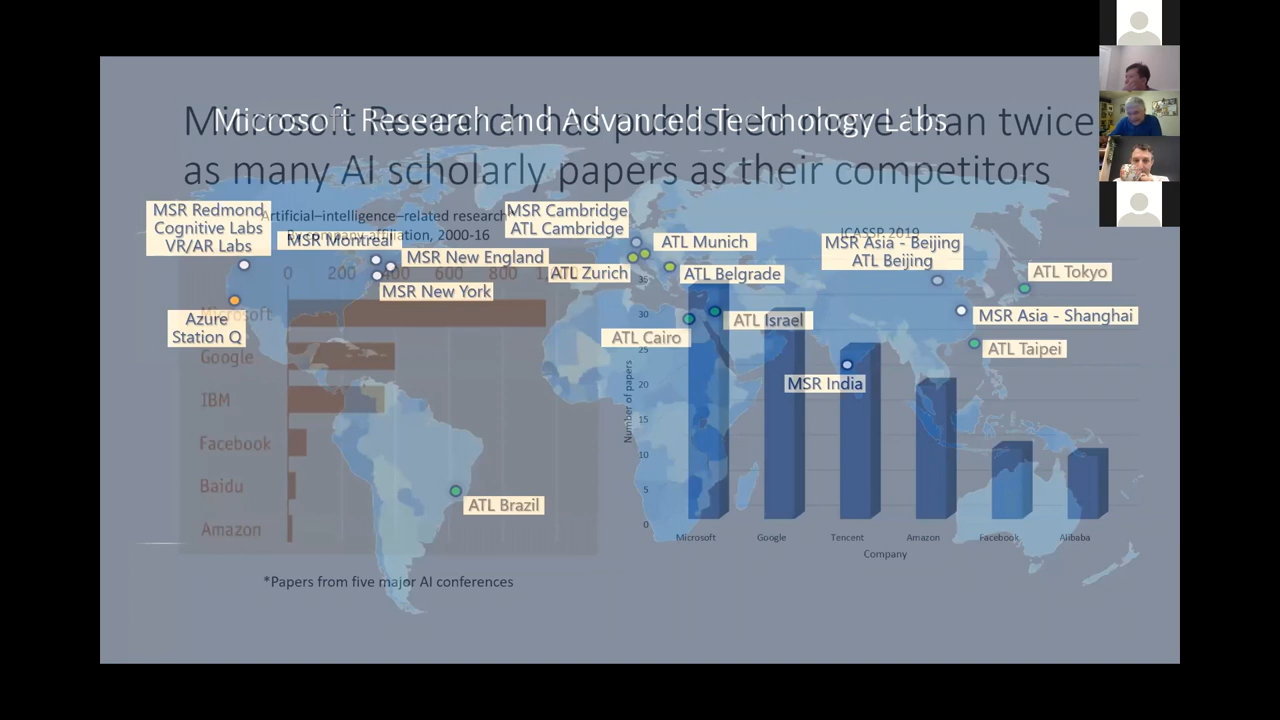 Microsoft Research and Advanced Technology Labs
Microsoft Research has published more than twice
as many AI scholarly papers as their competitors
Artificial–intelligence–related research*
By company affiliation, 2000-16
ICASSP 2019
MSR Redmond
Cognitive Labs
VR/AR Labs
MSR Montreal
MSR New England
MSR New York
Azure
Station Q
MSR Cambridge
ATL Cambridge
ATL Munich
ATL Zurich
ATL Belgrade
ATL Israel
ATL Cairo
MSR India
MSR Asia - Beijing
ATL Beijing
ATL Tokyo
MSR Asia - Shanghai
ATL Taipei
ATL Brazil
0 200 400 600 800
Microsoft
Google
IBM
Facebook
Baidu
Amazon
*Papers from five major AI conferences
Number of papers
35
30
25
20
15
10
5
0
Microsoft Google Tencent Amazon Facebook Alibaba
Company